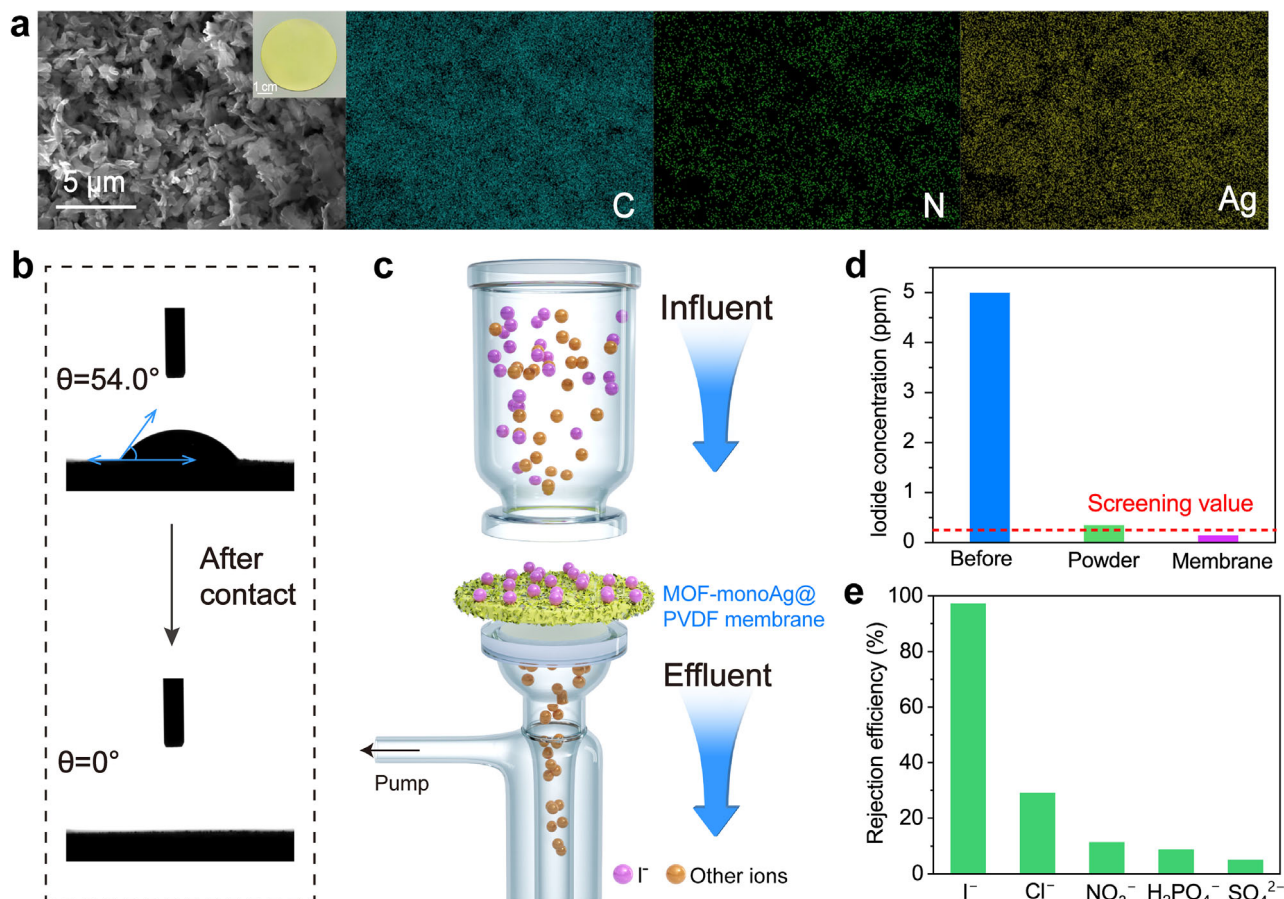 a
1 cm
5 μm
C
N
Ag
b
θ=54.0°
After
contact
θ=0°
c
Influent
MOF-monoAg@
PVDF membrane
Effluent
Pump
I⁻
Other ions
d
Iodide concentration (ppm)
5
4
3
2
1
0
Screening value
Before
Powder
Membrane
e
Rejection efficiency (%)
100
80
60
40
20
0
I⁻ Cl⁻ H₂PO₄⁻ SO₄²⁻